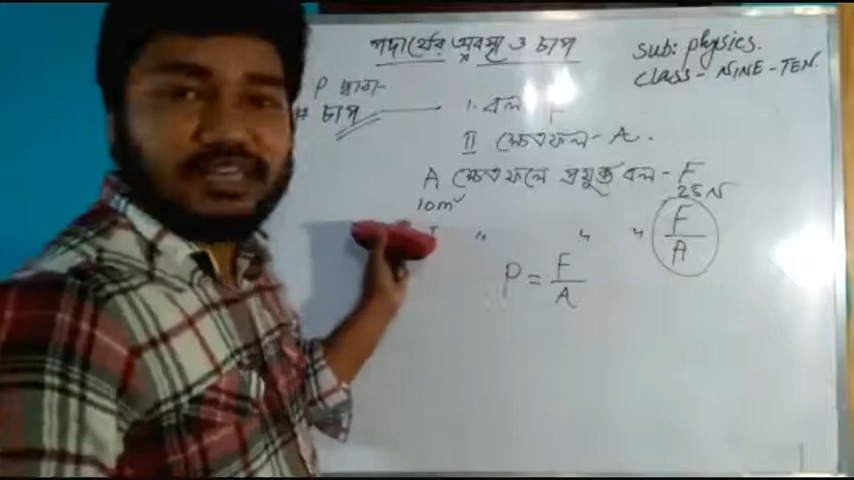 পদার্থের অবস্থা ও চাপ
sub: physics.
class - NINE - TEN.
P দ্বারা-
# চাপ
I. বল F
II ক্ষেত্রফল - A.
A ক্ষেত্রফলে প্রযুক্ত বল - F
10m² 25N
" " " F/A
P = F/A